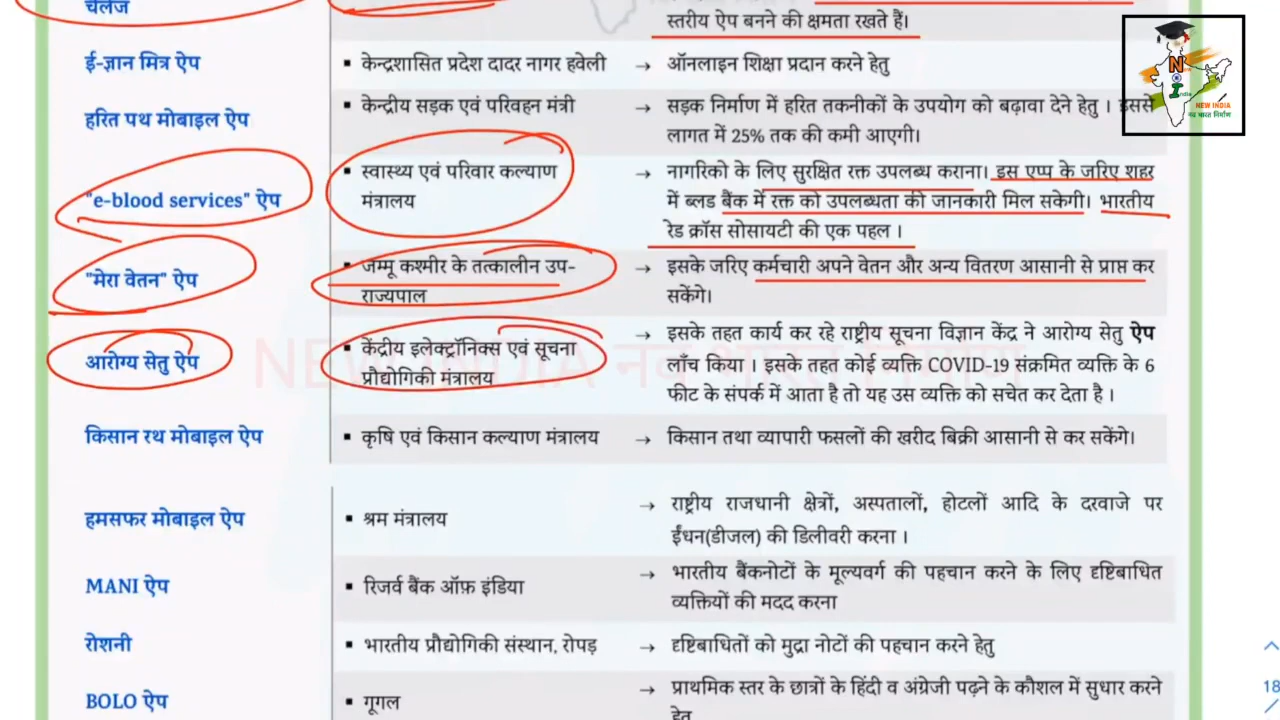 चैलेंज
स्तरीय ऐप बनने की क्षमता रखते हैं।
ई-ज्ञान मित्र ऐप
▪ केन्द्रशासित प्रदेश दादर नागर हवेली
→ ऑनलाइन शिक्षा प्रदान करने हेतु
हरित पथ मोबाइल ऐप
▪ केन्द्रीय सड़क एवं परिवहन मंत्री
→ सड़क निर्माण में हरित तकनीकों के उपयोग को बढ़ावा देने हेतु । इससे
लागत में 25% तक की कमी आएगी।
"e-blood services" ऐप
▪ स्वास्थ्य एवं परिवार कल्याण
मंत्रालय
→ नागरिको के लिए सुरक्षित रक्त उपलब्ध कराना। इस एप्प के जरिए शहर
में ब्लड बैंक में रक्त को उपलब्धता की जानकारी मिल सकेगी। भारतीय
रेड क्रॉस सोसायटी की एक पहल ।
"मेरा वेतन" ऐप
▪ जम्मू कश्मीर के तत्कालीन उप-
राज्यपाल
→ इसके जरिए कर्मचारी अपने वेतन और अन्य वितरण आसानी से प्राप्त कर
सकेंगे।
आरोग्य सेतु ऐप
▪ केंद्रीय इलेक्ट्रॉनिक्स एवं सूचना
प्रौद्योगिकी मंत्रालय
→ इसके तहत कार्य कर रहे राष्ट्रीय सूचना विज्ञान केंद्र ने आरोग्य सेतु ऐप
लाँच किया । इसके तहत कोई व्यक्ति COVID-19 संक्रमित व्यक्ति के 6
फीट के संपर्क में आता है तो यह उस व्यक्ति को सचेत कर देता है ।
किसान रथ मोबाइल ऐप
▪ कृषि एवं किसान कल्याण मंत्रालय
→ किसान तथा व्यापारी फसलों की खरीद बिक्री आसानी से कर सकेंगे।
हमसफर मोबाइल ऐप
▪ श्रम मंत्रालय
→ राष्ट्रीय राजधानी क्षेत्रों, अस्पतालों, होटलों आदि के दरवाजे पर
ईंधन(डीजल) की डिलीवरी करना ।
MANI ऐप
▪ रिजर्व बैंक ऑफ़ इंडिया
→ भारतीय बैंकनोटों के मूल्यवर्ग की पहचान करने के लिए दृष्टिबाधित
व्यक्तियों की मदद करना
रोशनी
▪ भारतीय प्रौद्योगिकी संस्थान, रोपड़
→ दृष्टिबाधितों को मुद्रा नोटों की पहचान करने हेतु
BOLO ऐप
▪ गूगल
→ प्राथमिक स्तर के छात्रों के हिंदी व अंग्रेजी पढ़ने के कौशल में सुधार करने
हेतु
NEW INDIA नव भारत निर्माण
N
I India
NEW INDIA
नव भारत निर्माण
18